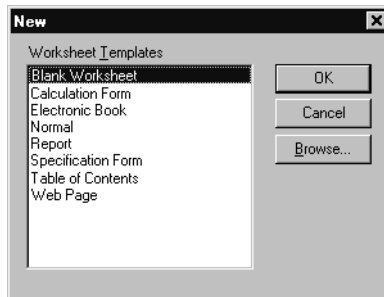 New
Worksheet Templates
Blank Worksheet
Calculation Form
Electronic Book
Normal
Report
Specification Form
Table of Contents
Web Page
OK
Cancel
Browse...